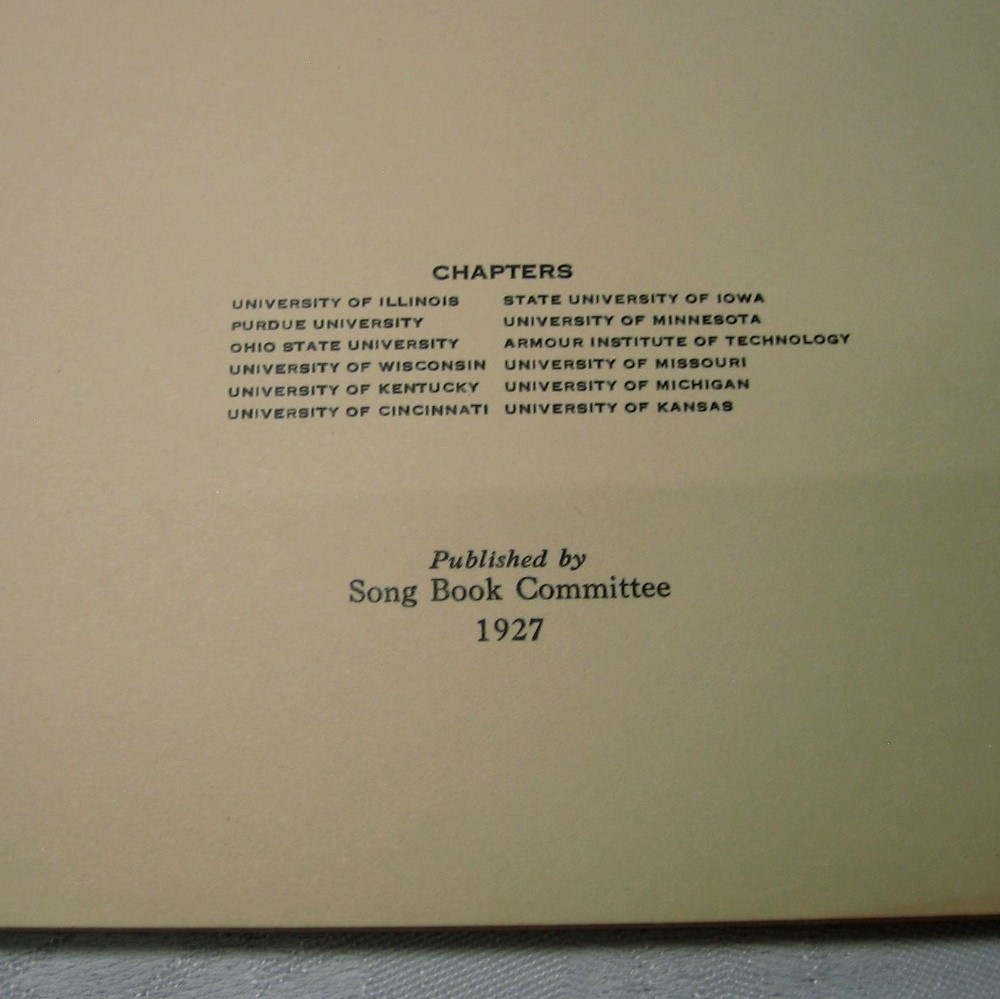 CHAPTERS
UNIVERSITY OF ILLINOIS
PURDUE UNIVERSITY
OHIO STATE UNIVERSITY
UNIVERSITY OF WISCONSIN
UNIVERSITY OF KENTUCKY
UNIVERSITY OF CINCINNATI
STATE UNIVERSITY OF IOWA
UNIVERSITY OF MINNESOTA
ARMOUR INSTITUTE OF TECHNOLOGY
UNIVERSITY OF MISSOURI
UNIVERSITY OF MICHIGAN
UNIVERSITY OF KANSAS
Published by
Song Book Committee
1927